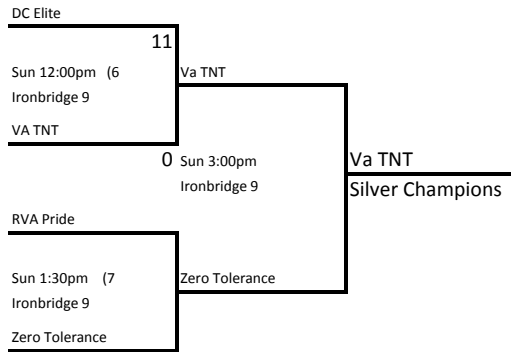 DC Elite
11
Sun 12:00pm (6
Va TNT
Ironbridge 9
VA TNT
0
Sun 3:00pm
Va TNT
Ironbridge 9
Silver Champions
RVA Pride
Sun 1:30pm (7
Zero Tolerance
Ironbridge 9
Zero Tolerance